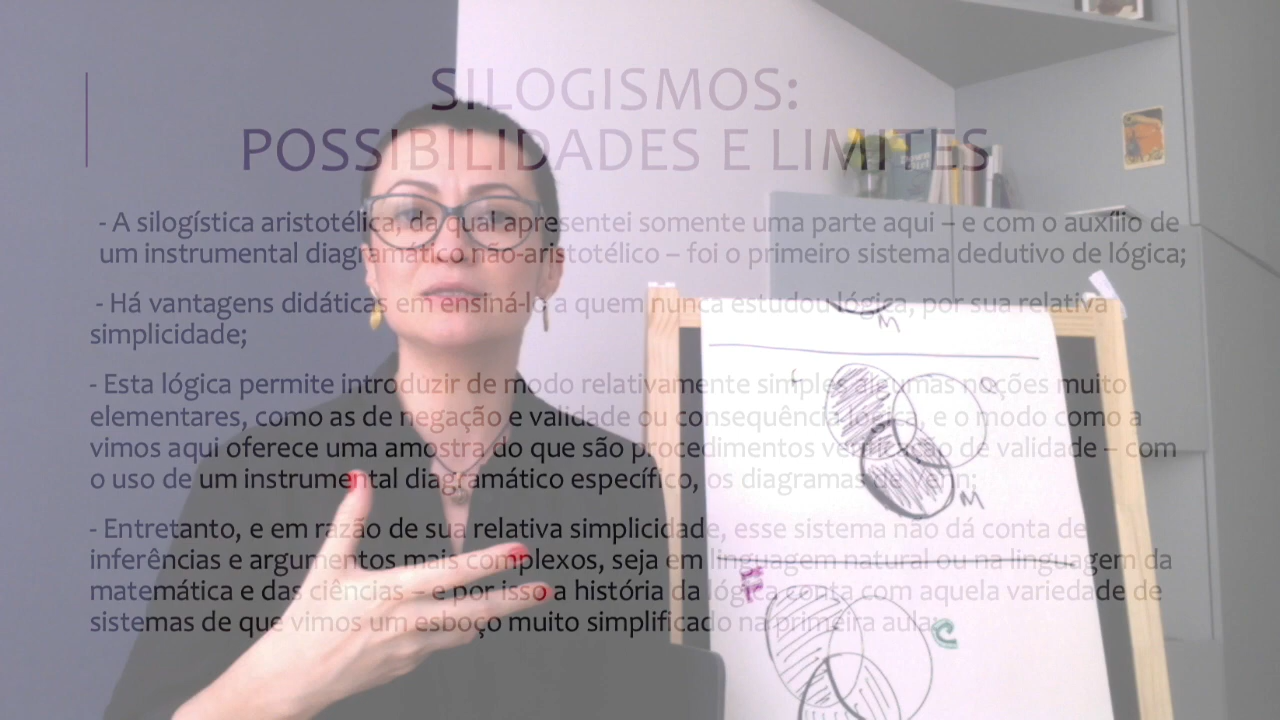 SILOGISMOS:
POSSIBILIDADES E LIMITES
- A silogística aristotélica, da qual apresentei somente uma parte aqui – e com o auxílio de
um instrumental diagramático não-aristotélico – foi o primeiro sistema dedutivo de lógica;
- Há vantagens didáticas em ensiná-lo a quem nunca estudou lógica, por sua relativa
simplicidade;
- Esta lógica permite introduzir de modo relativamente simples algumas noções muito
elementares, como as de negação e validade ou consequência lógica, e o modo como a
vimos aqui oferece uma amostra do que são procedimentos verificação de validade – com
o uso de um instrumental diagramático específico, os diagramas de Venn;
- Entretanto, e em razão de sua relativa simplicidade, esse sistema não dá conta de
inferências e argumentos mais complexos, seja em linguagem natural ou na linguagem da
matemática e das ciências – e por isso a história da lógica conta com aquela variedade de
sistemas de que vimos um esboço muito simplificado na primeira aula.
M
M